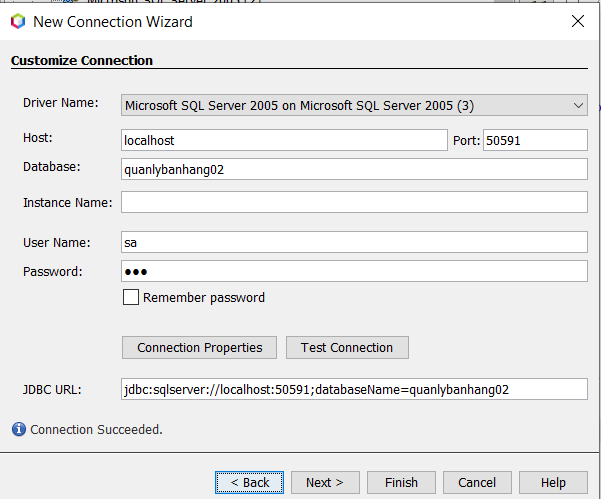 New Connection Wizard
Customize Connection
Driver Name: Microsoft SQL Server 2005 on Microsoft SQL Server 2005 (3)
Host: localhost Port: 50591
Database: quanlybanhang02
Instance Name:
User Name: sa
Password: ●●●
Remember password
Connection Properties Test Connection
JDBC URL: jdbc:sqlserver://localhost:50591;databaseName=quanlybanhang02
Connection Succeeded.
< Back Next > Finish Cancel Help